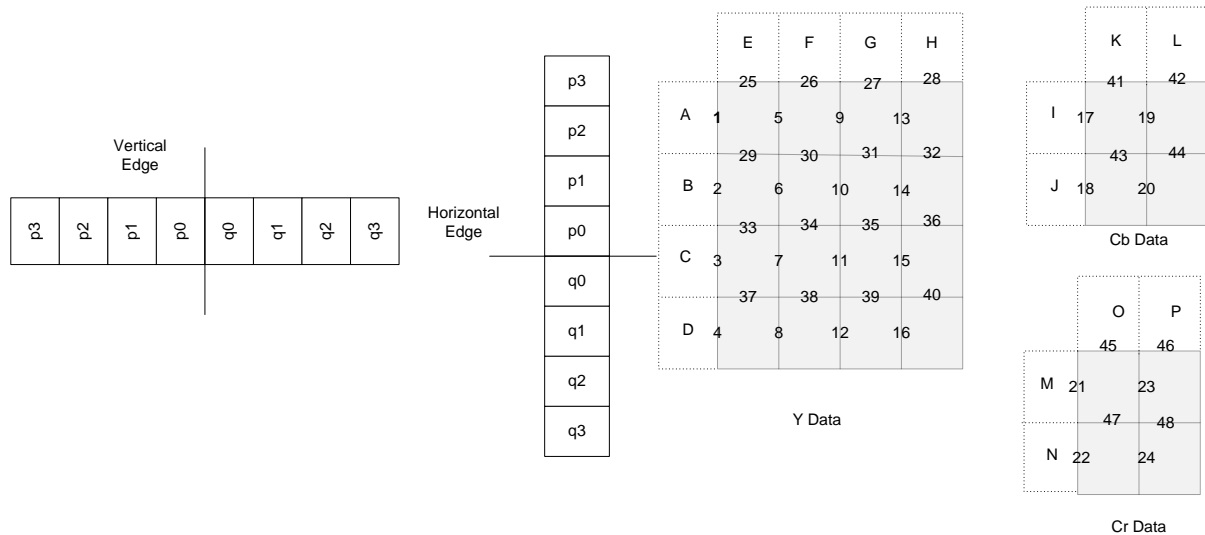 Vertical
Edge
p3 p2 p1 p0 q0 q1 q2 q3
Horizontal
Edge
p3
p2
p1
p0
q0
q1
q2
q3
E F G H
25 26 27 28
A 1 5 9 13
29 30 31 32
B 2 6 10 14
33 34 35 36
C 3 7 11 15
37 38 39 40
D 4 8 12 16
Y Data
K L
41 42
I 17 19
43 44
J 18 20
Cb Data
O P
45 46
M 21 23
47 48
N 22 24
Cr Data